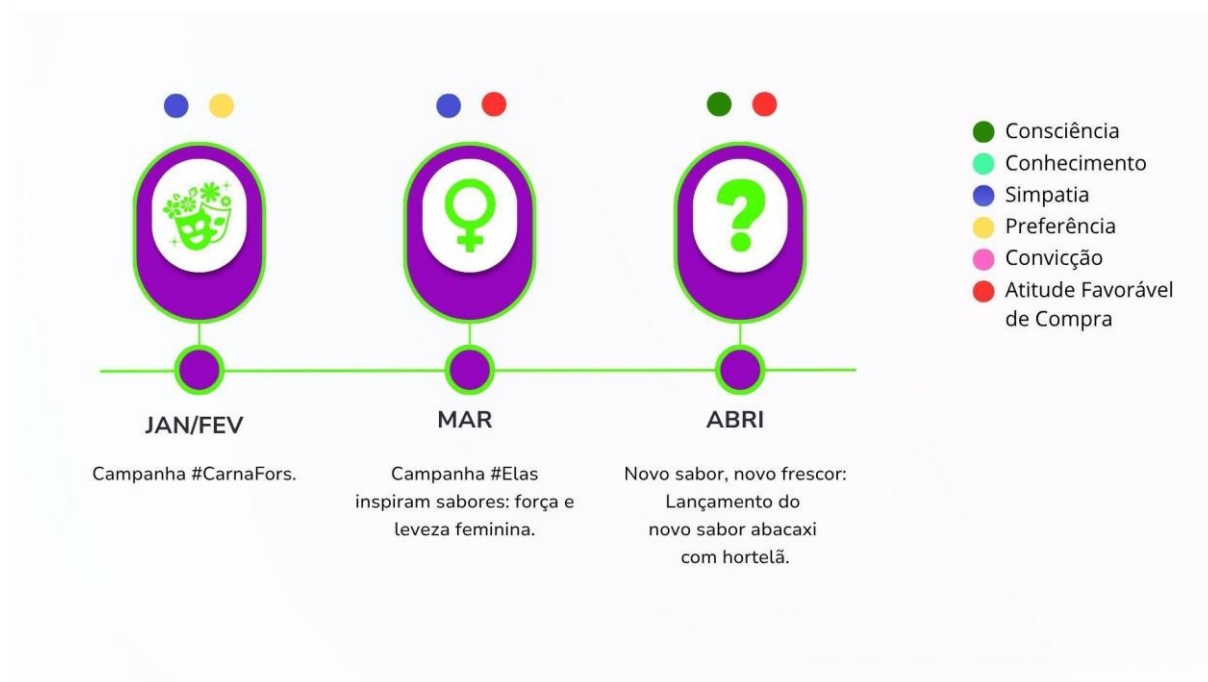 Consciência
Conhecimento
Simpatia
Preferência
Convicção
Atitude Favorável
de Compra
?
JAN/FEV
Campanha #CarnaFors.
MAR
Campanha #Elas
inspiram sabores: força e
leveza feminina.
ABRI
Novo sabor, novo frescor:
Lançamento do
novo sabor abacaxi
com hortelã.